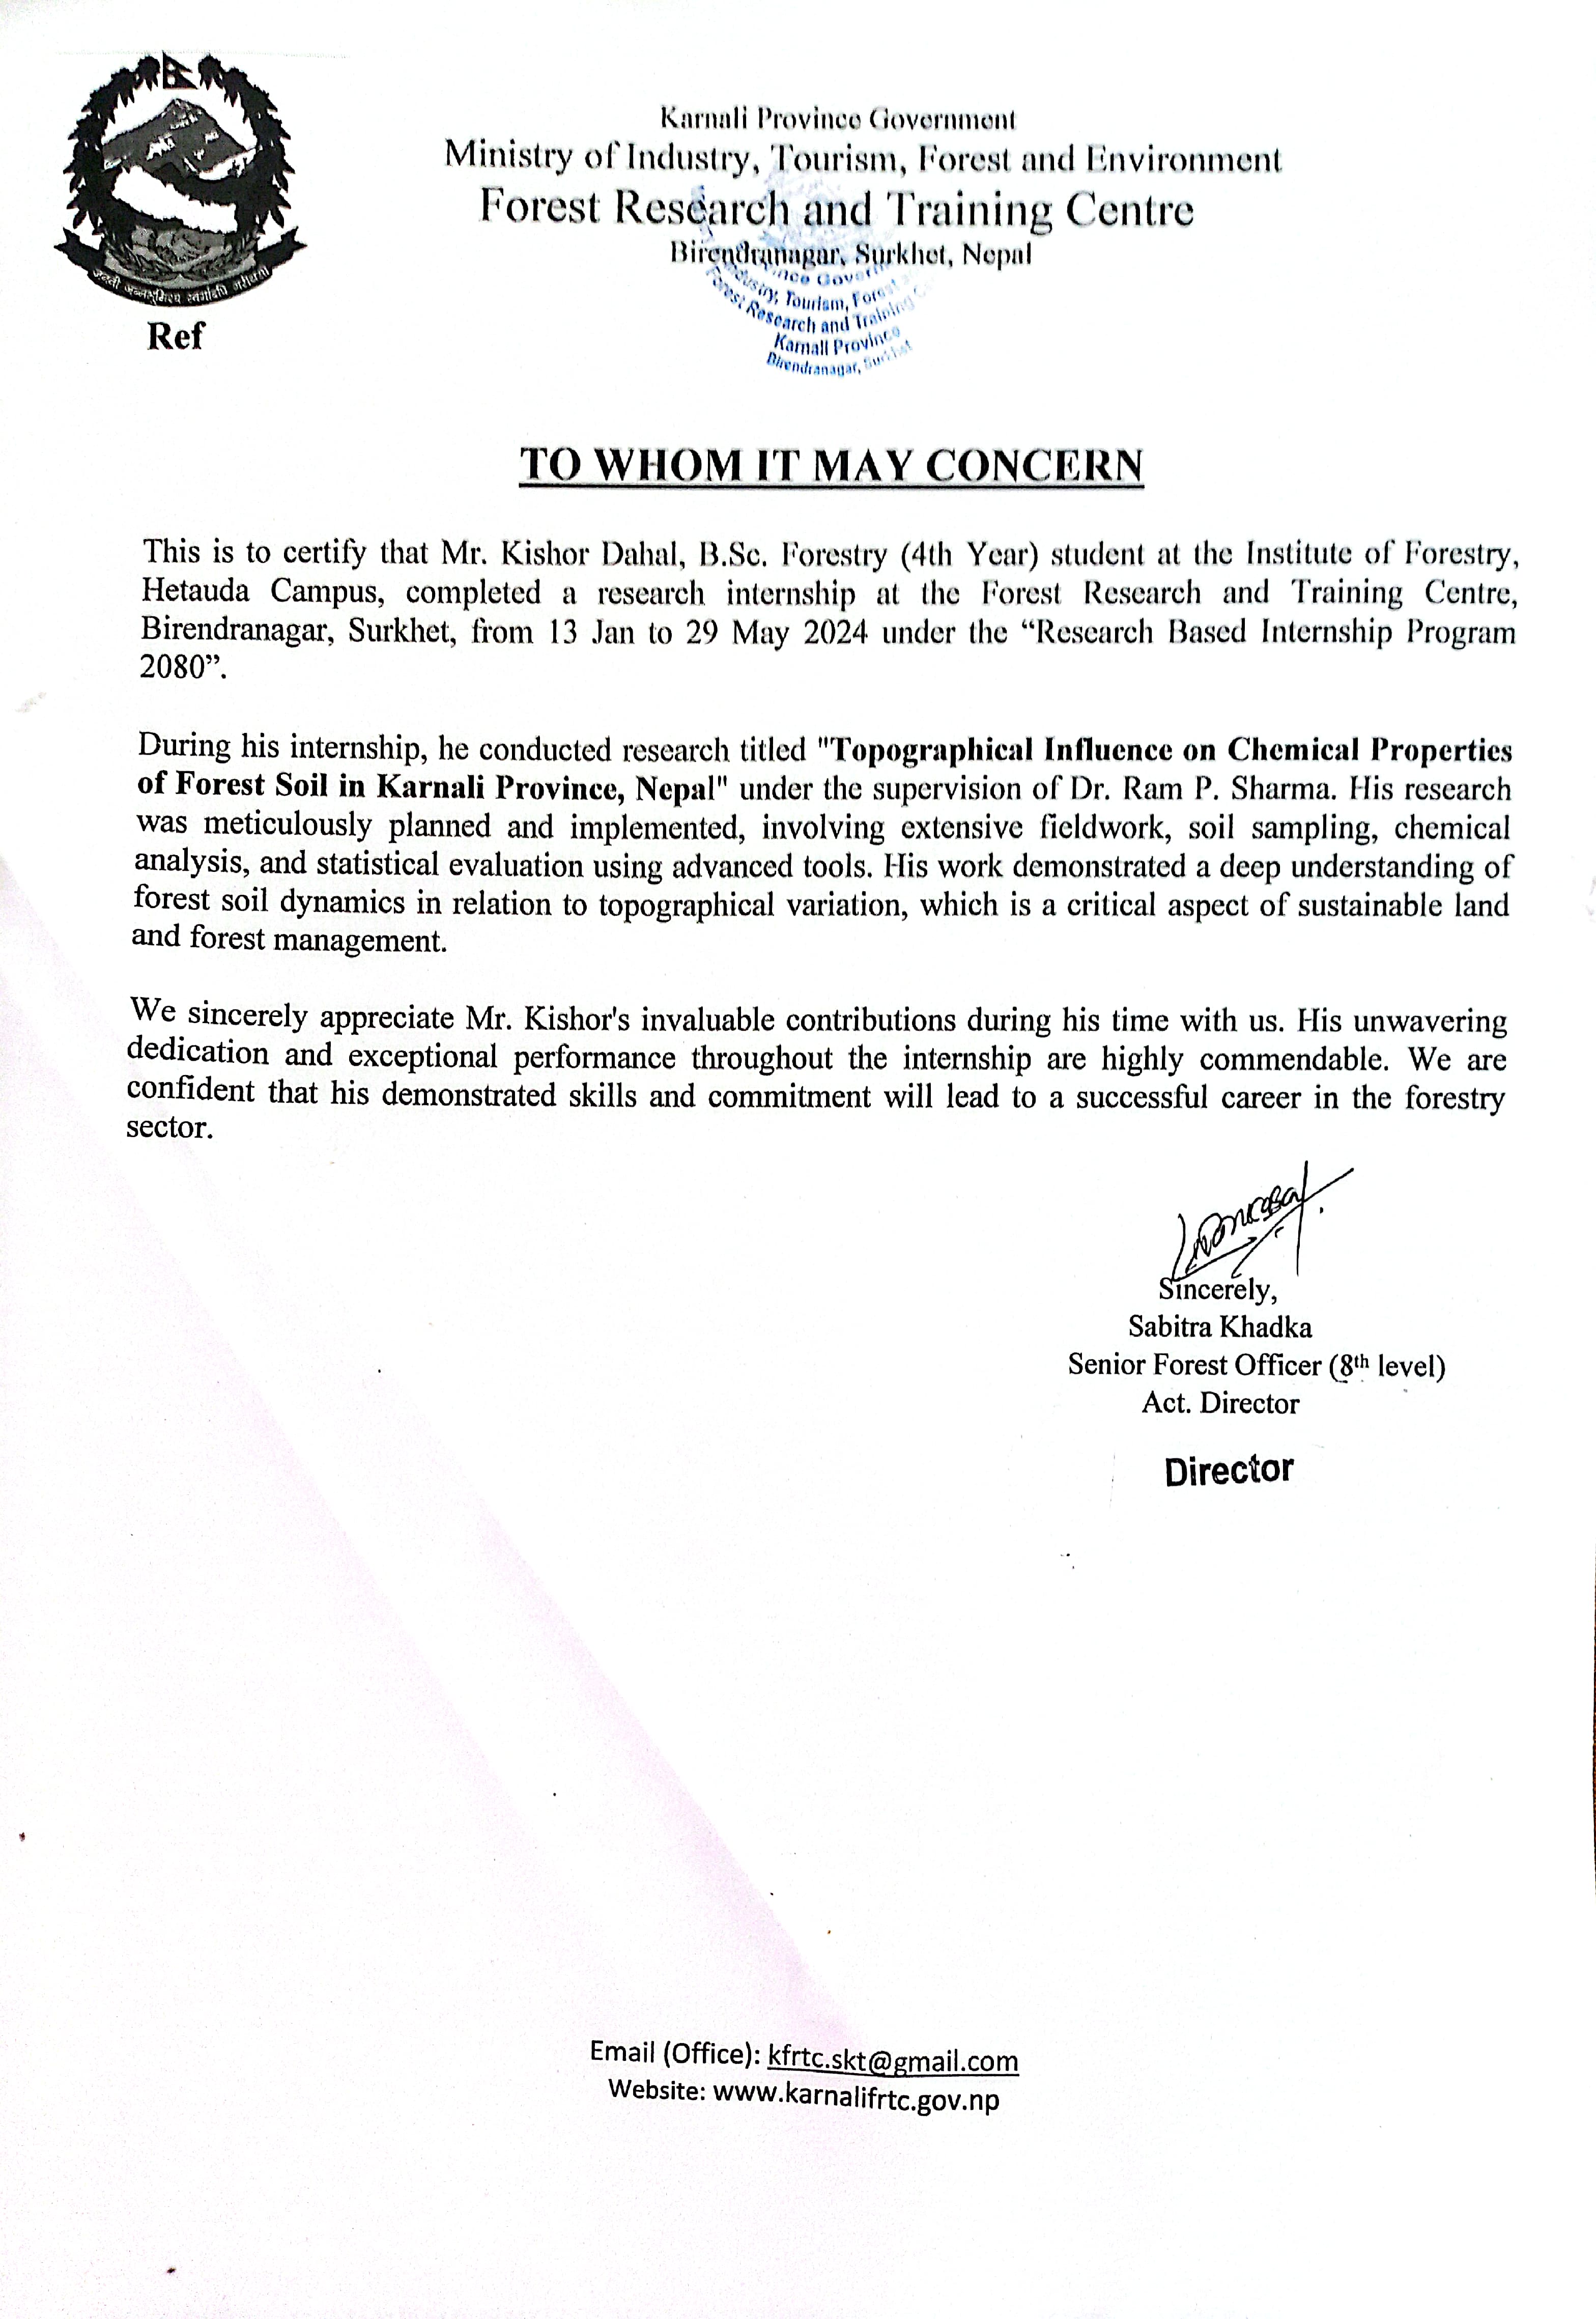 जननी जन्मभूमिश्च स्वर्गादपि गरीयसी
Ref
Karnali Province Government
Ministry of Industry, Tourism, Forest and Environment
Forest Research and Training Centre
Birendranagar, Surkhet, Nepal
Industry, Tourism, Forest
Forest Research and Training
Karnali Province
Birendranagar, Surkhet
TO WHOM IT MAY CONCERN
This is to certify that Mr. Kishor Dahal, B.Sc. Forestry (4th Year) student at the Institute of Forestry,
Hetauda Campus, completed a research internship at the Forest Research and Training Centre,
Birendranagar, Surkhet, from 13 Jan to 29 May 2024 under the “Research Based Internship Program
2080”.
During his internship, he conducted research titled "Topographical Influence on Chemical Properties
of Forest Soil in Karnali Province, Nepal" under the supervision of Dr. Ram P. Sharma. His research
was meticulously planned and implemented, involving extensive fieldwork, soil sampling, chemical
analysis, and statistical evaluation using advanced tools. His work demonstrated a deep understanding of
forest soil dynamics in relation to topographical variation, which is a critical aspect of sustainable land
and forest management.
We sincerely appreciate Mr. Kishor's invaluable contributions during his time with us. His unwavering
dedication and exceptional performance throughout the internship are highly commendable. We are
confident that his demonstrated skills and commitment will lead to a successful career in the forestry
sector.
Sincerely,
Sabitra Khadka
Senior Forest Officer (8th level)
Act. Director
Director
Email (Office): kfrtc.skt@gmail.com
Website: www.karnalifrtc.gov.np